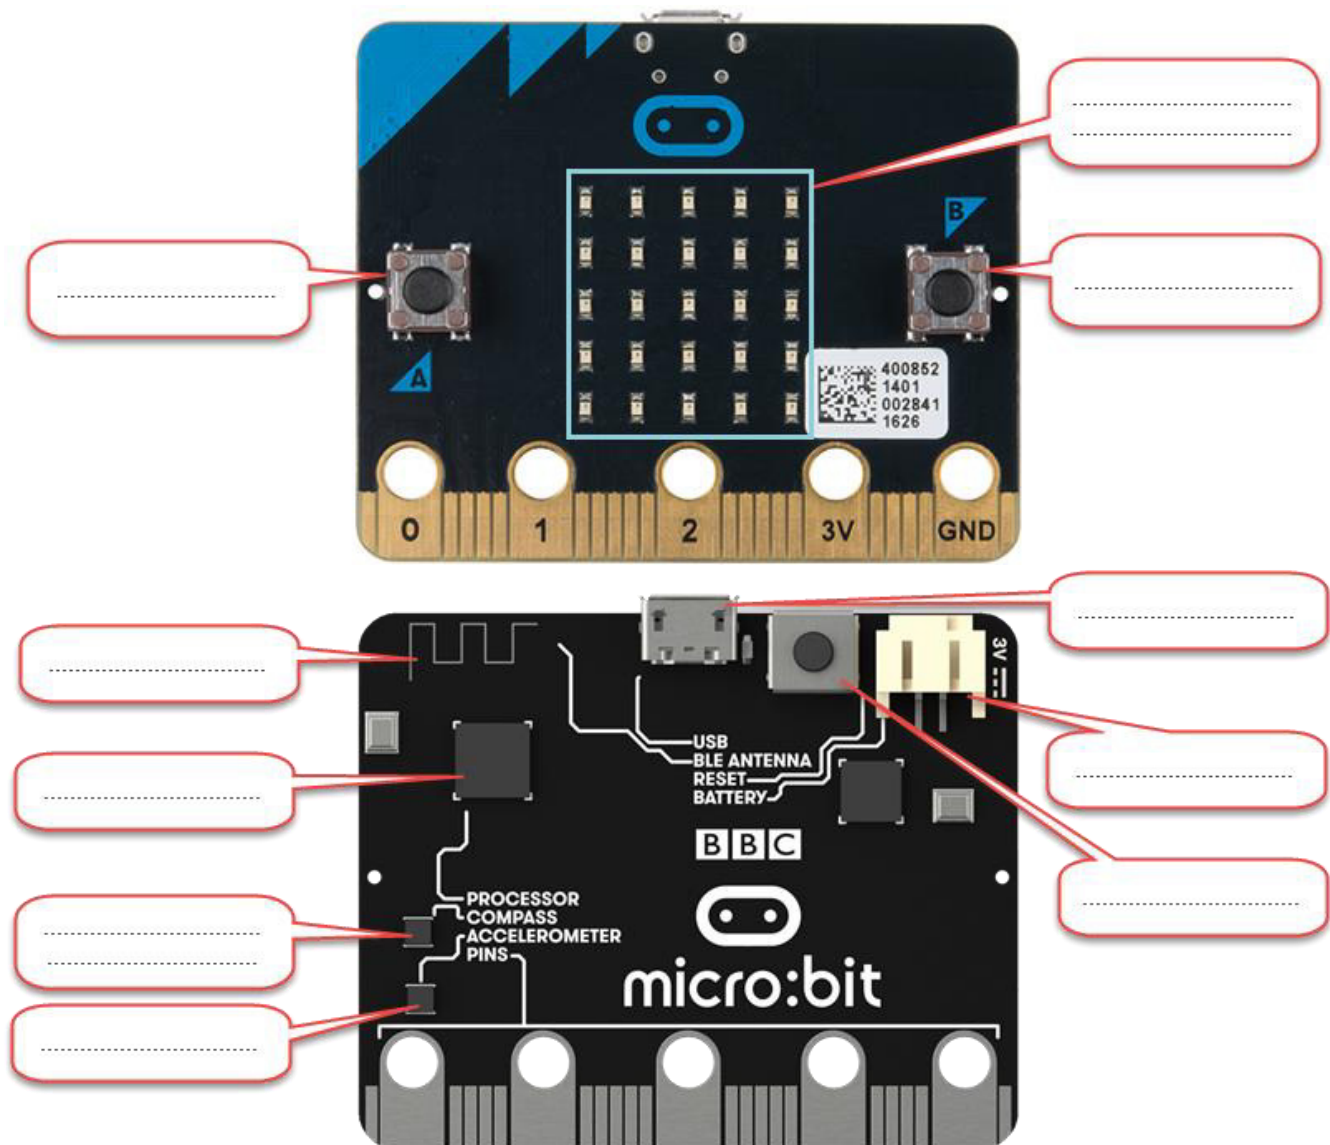 B
A
400852
1401
002841
1626
0
1
2
3V
GND
3V
USB
BLE ANTENNA
RESET
BATTERY
BBC
PROCESSOR
COMPASS
ACCELEROMETER
PINS
micro:bit